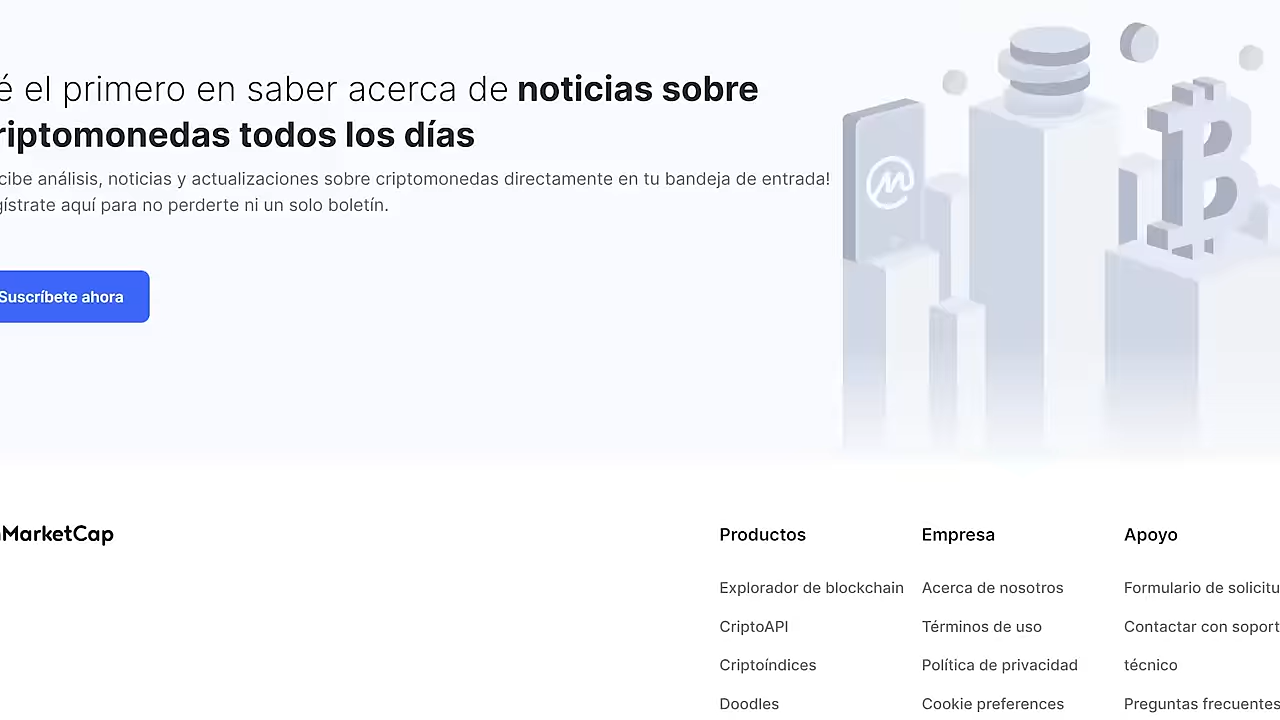 é el primero en saber acerca de noticias sobre
riptomonedas todos los días
cibe análisis, noticias y actualizaciones sobre criptomonedas directamente en tu bandeja de entrada!
gístrate aquí para no perderte ni un solo boletín.
Suscríbete ahora
MarketCap
Productos
Explorador de blockchain
CriptoAPI
Criptoíndices
Doodles
Empresa
Acerca de nosotros
Términos de uso
Política de privacidad
Cookie preferences
Apoyo
Formulario de solicitu
Contactar con soport
técnico
Preguntas frecuentes